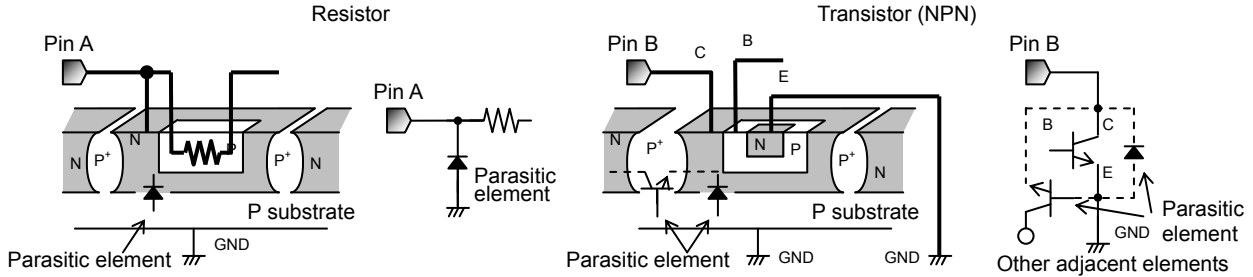 Resistor
Pin A
N
N
P+
P
P+
N
P substrate
Parasitic element
GND
Pin A
Parasitic
element
Transistor (NPN)
Pin B
C
B
E
N
P+
N
P
P+
N
P substrate
Parasitic element
GND
GND
Pin B
B
C
E
Parasitic
element
GND
Other adjacent elements